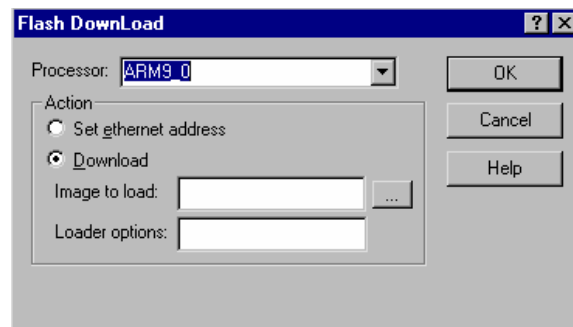 Flash DownLoad
Processor: ARM9_0
OK
Action
Set ethernet address
Cancel
Download
Help
Image to load: ...
Loader options: